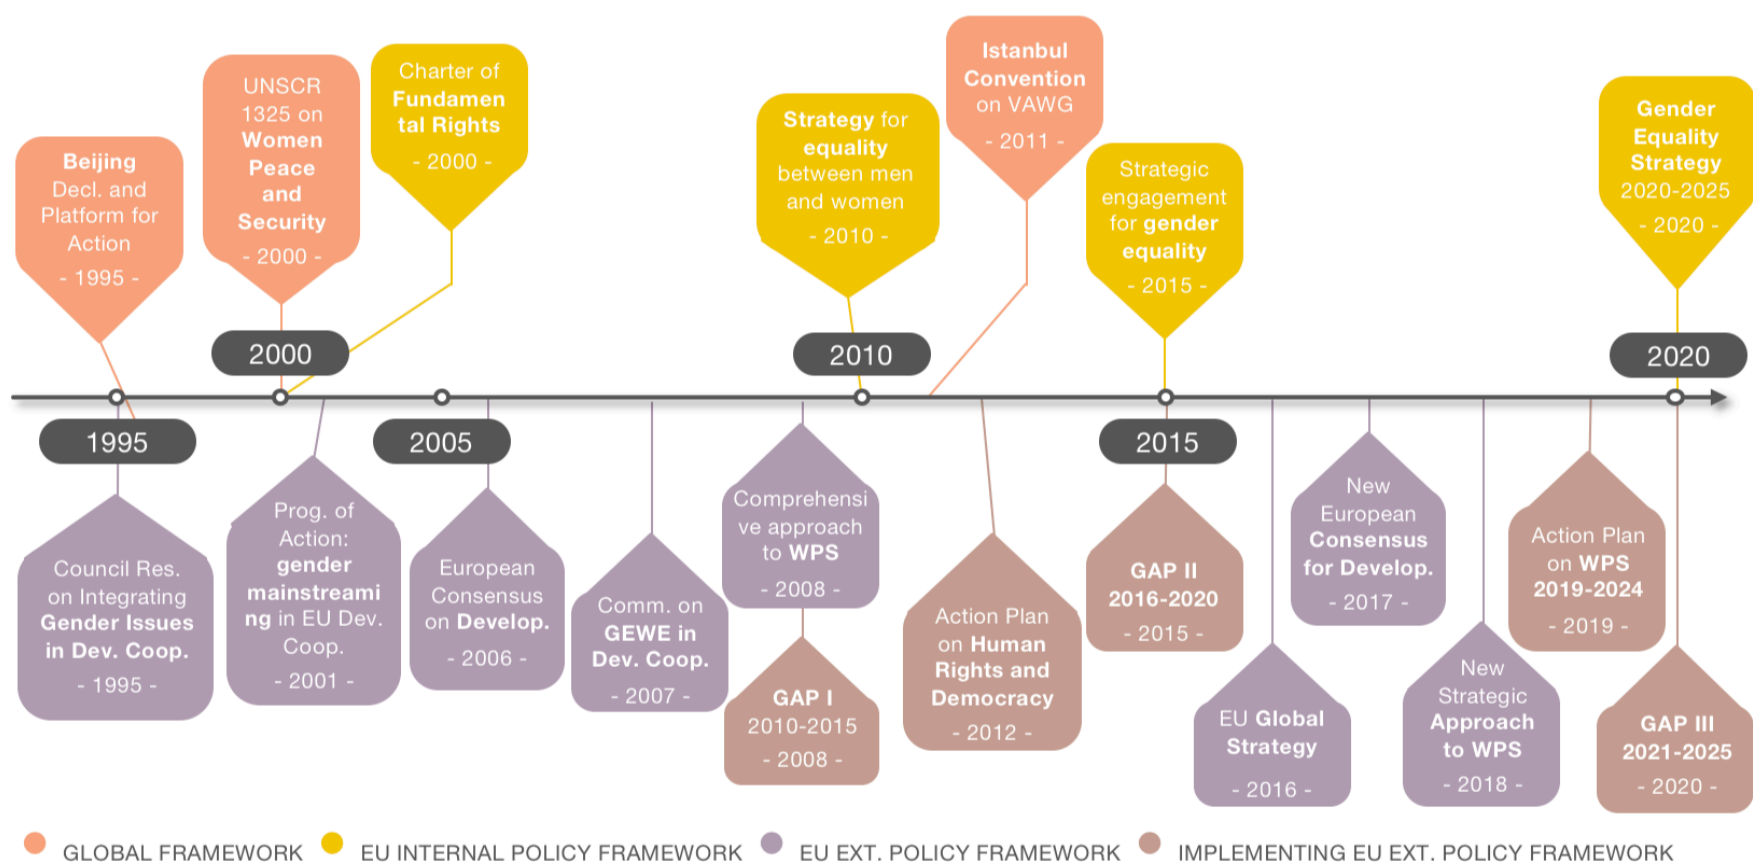 Beijing
Decl. and
Platform for
Action
- 1995 -
UNSCR
1325 on
Women
Peace
and
Security
- 2000 -
Charter of
Fundamen
tal Rights
- 2000 -
Strategy for
equality
between men
and women
- 2010 -
Istanbul
Convention
on VAWG
- 2011 -
Strategic
engagement
for gender
equality
- 2015 -
Gender
Equality
Strategy
2020-2025
- 2020 -
2000
2010
2020
1995
2005
2015
Council Res.
on Integrating
Gender Issues
in Dev. Coop.
- 1995 -
Prog. of
Action:
gender
mainstreami
ng in EU Dev.
Coop.
- 2001 -
European
Consensus
on Develop.
- 2006 -
Comm. on
GEWE in
Dev. Coop.
- 2007 -
Comprehensi
ve approach
to WPS
- 2008 -
GAP I
2010-2015
- 2008 -
Action Plan
on Human
Rights and
Democracy
- 2012 -
GAP II
2016-2020
- 2015 -
EU Global
Strategy
- 2016 -
New
European
Consensus
for Develop.
- 2017 -
New
Strategic
Approach
to WPS
- 2018 -
Action Plan
on WPS
2019-2024
- 2019 -
GAP III
2021-2025
- 2020 -
GLOBAL FRAMEWORK
EU INTERNAL POLICY FRAMEWORK
EU EXT. POLICY FRAMEWORK
IMPLEMENTING EU EXT. POLICY FRAMEWORK